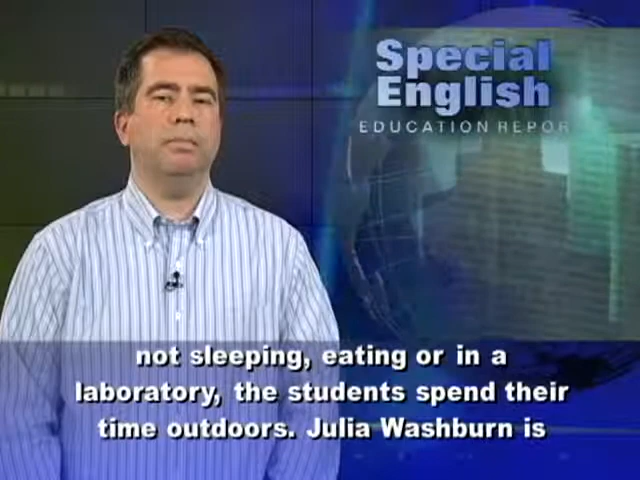 Special
English
EDUCATION REPOR
not sleeping, eating or in a
laboratory, the students spend their
time outdoors. Julia Washburn is